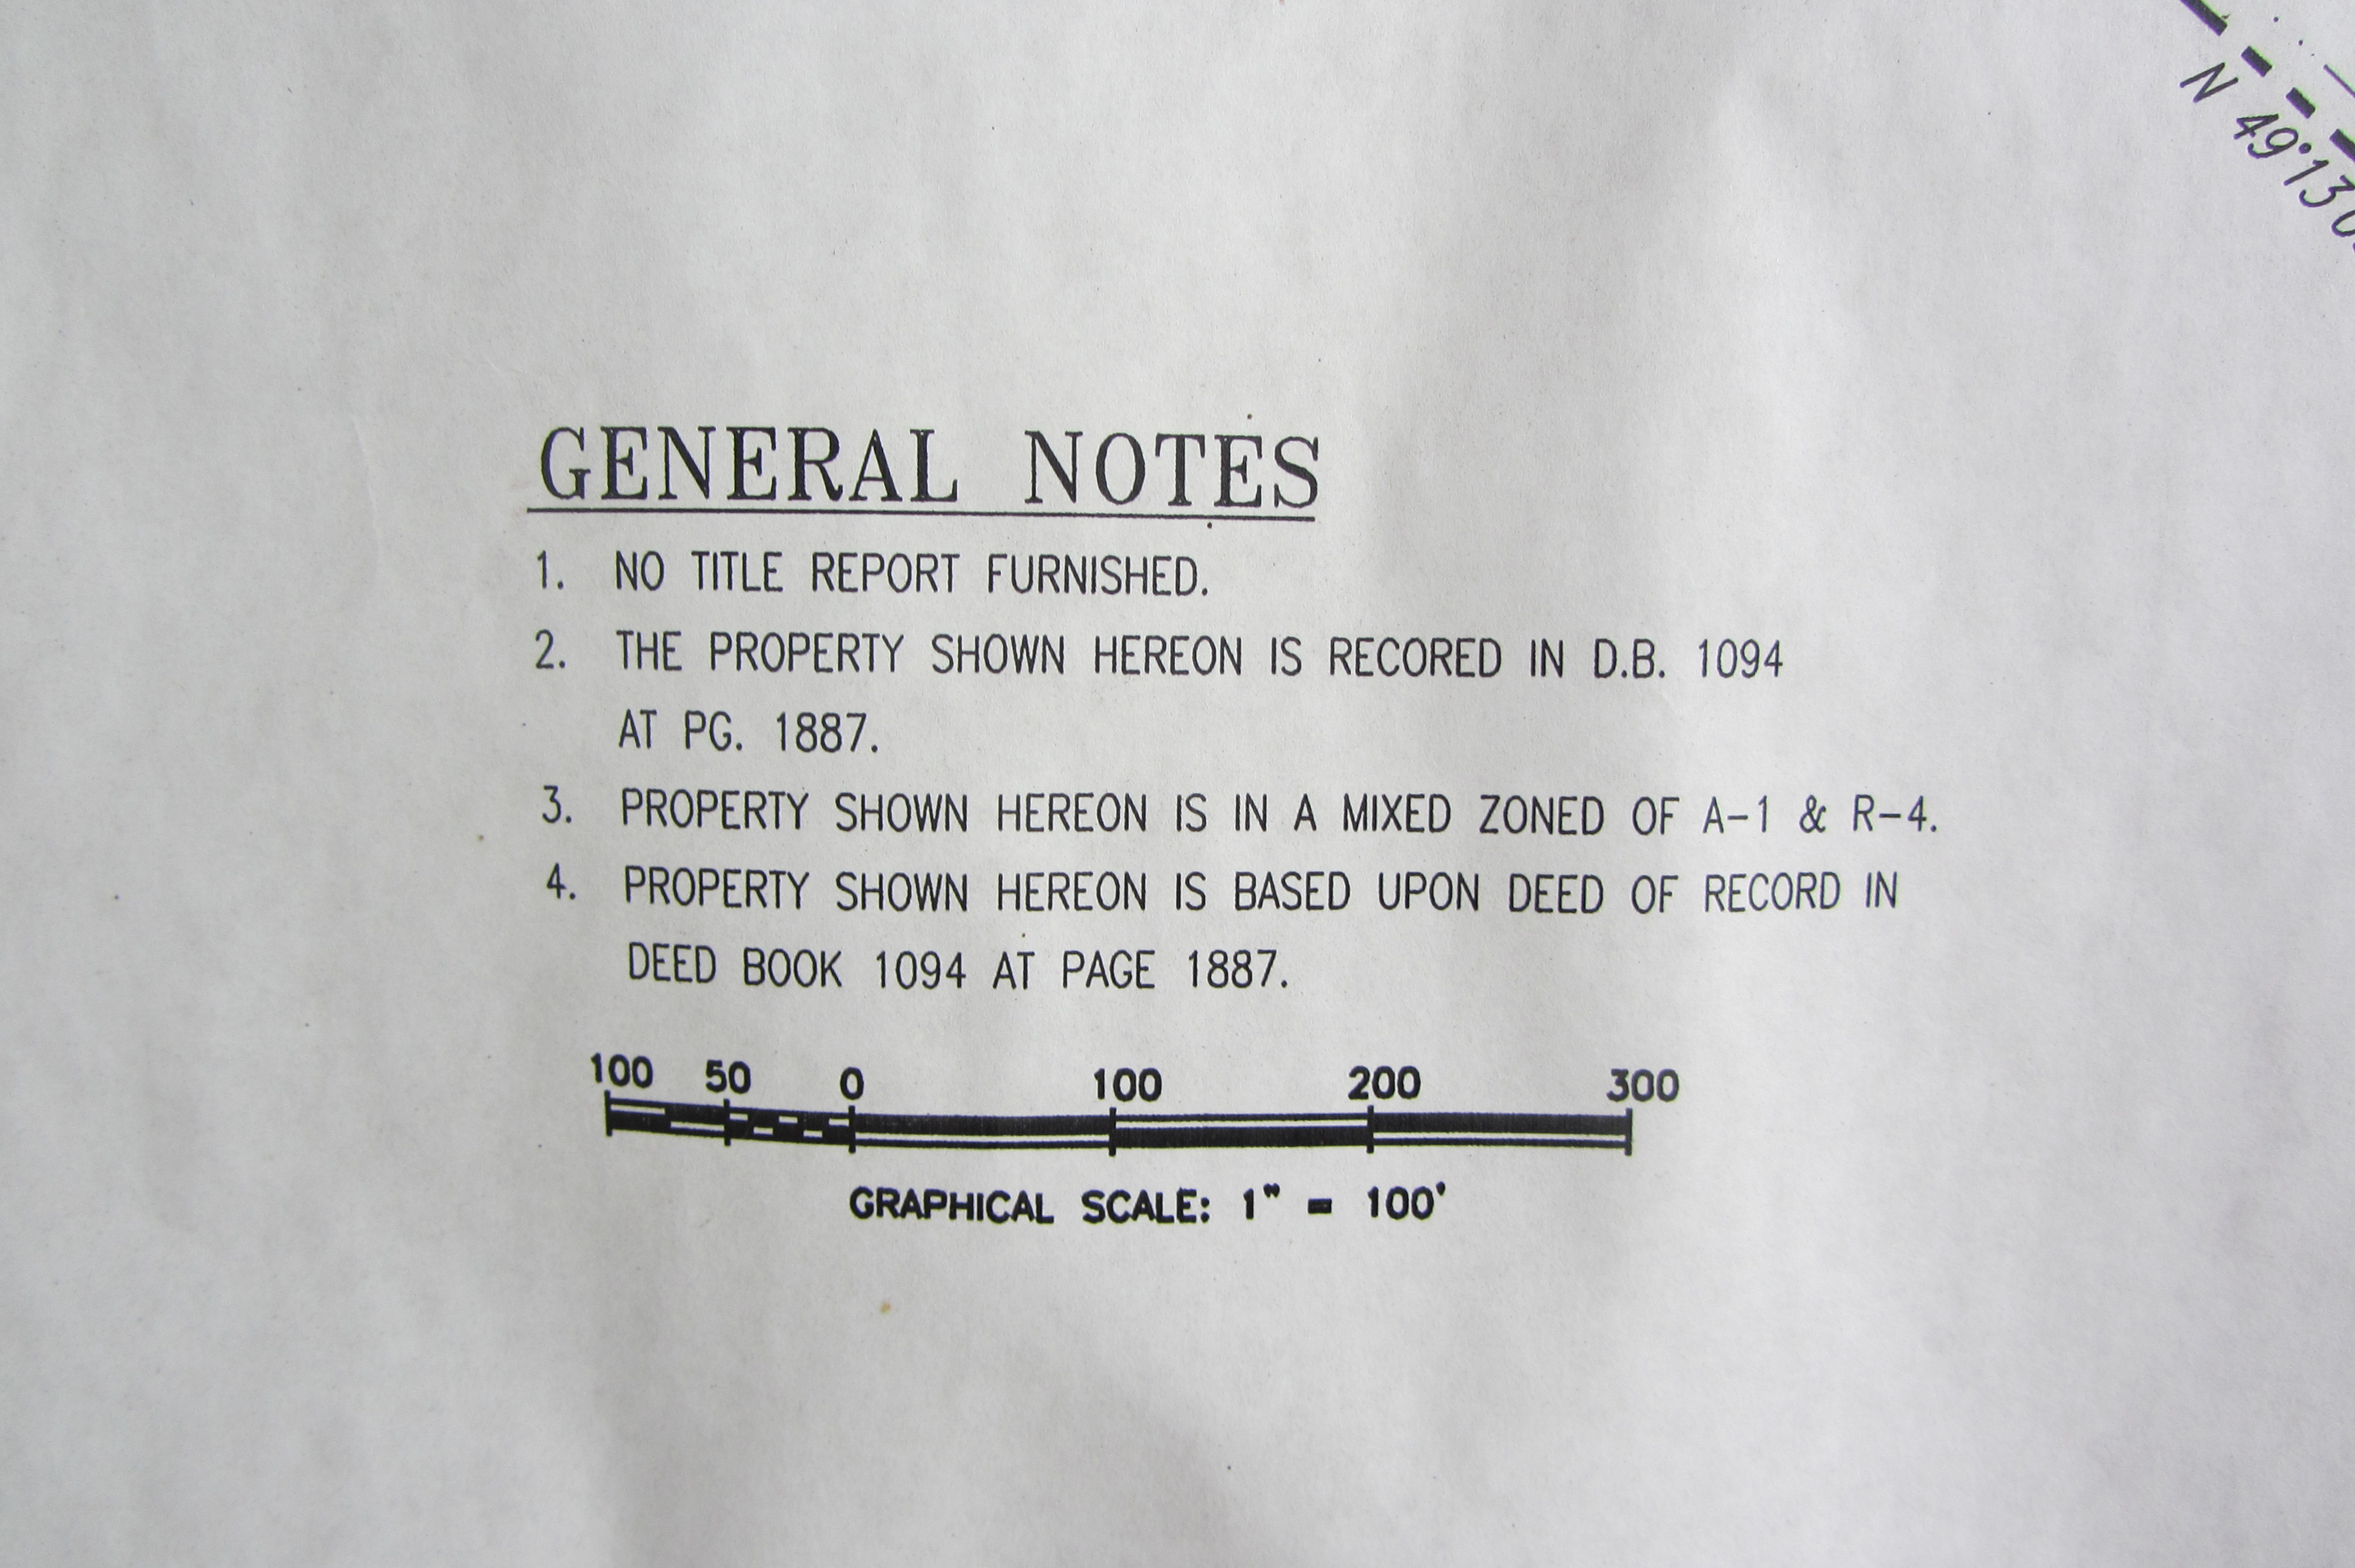 N 49°13'0
GENERAL NOTES
1. NO TITLE REPORT FURNISHED.
2. THE PROPERTY SHOWN HEREON IS RECORED IN D.B. 1094
AT PG. 1887.
3. PROPERTY SHOWN HEREON IS IN A MIXED ZONED OF A-1 & R-4.
4. PROPERTY SHOWN HEREON IS BASED UPON DEED OF RECORD IN
DEED BOOK 1094 AT PAGE 1887.
100 50 0 100 200 300
GRAPHICAL SCALE: 1" = 100'